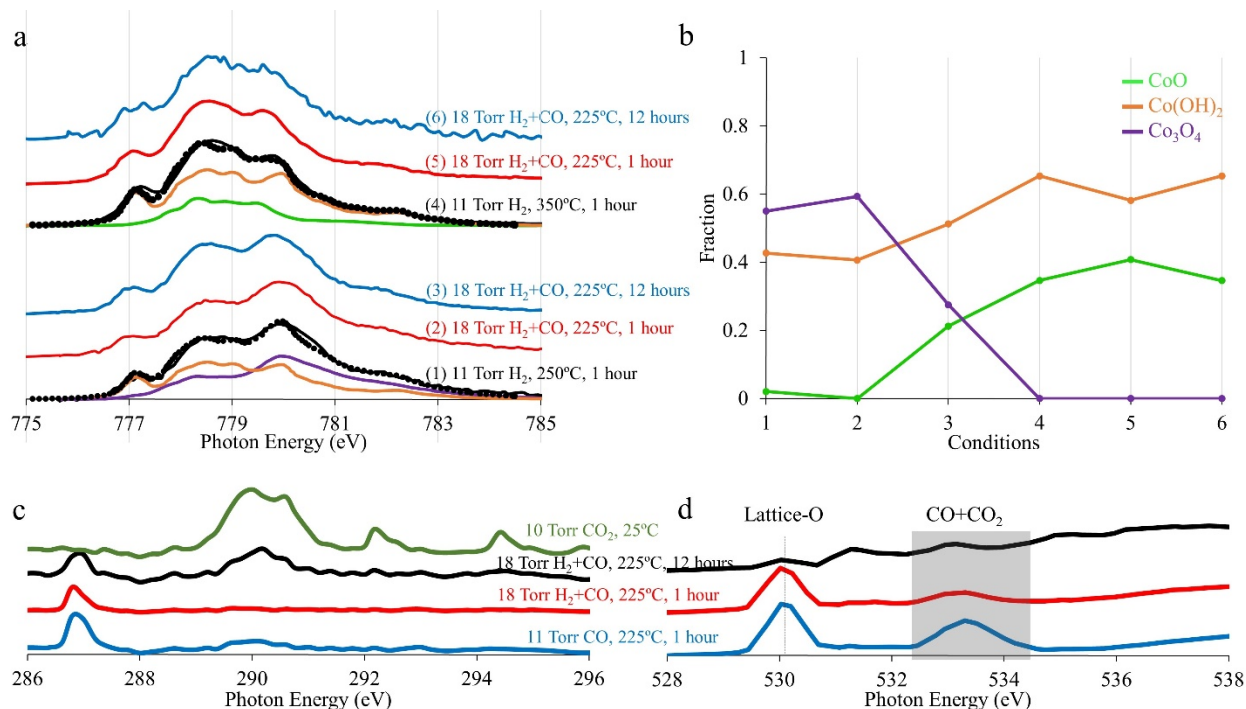 a
(6) 18 Torr H₂+CO, 225ºC, 12 hours
(5) 18 Torr H₂+CO, 225ºC, 1 hour
(4) 11 Torr H₂, 350ºC, 1 hour
(3) 18 Torr H₂+CO, 225ºC, 12 hours
(2) 18 Torr H₂+CO, 225ºC, 1 hour
(1) 11 Torr H₂, 250ºC, 1 hour
775 777 779 781 783 785
Photon Energy (eV)
b
CoO
Co(OH)₂
Co₃O₄
1
0.8
0.6
0.4
0.2
0
Fraction
1 2 3 4 5 6
Conditions
c
10 Torr CO₂, 25ºC
18 Torr H₂+CO, 225ºC, 12 hours
18 Torr H₂+CO, 225ºC, 1 hour
11 Torr CO, 225ºC, 1 hour
286 288 290 292 294 296
Photon Energy (eV)
d
Lattice-O CO+CO₂
528 530 532 534 536 538
Photon Energy (eV)